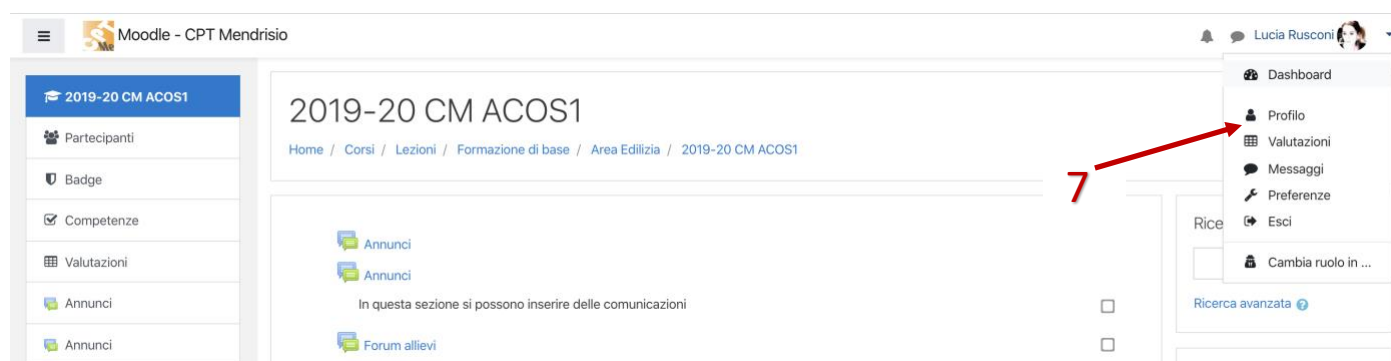 Moodle - CPT Mendrisio
Lucia Rusconi
2019-20 CM ACOS1
Partecipanti
Badge
Competenze
Valutazioni
Annunci
Annunci
2019-20 CM ACOS1
Home / Corsi / Lezioni / Formazione di base / Area Edilizia / 2019-20 CM ACOS1
Annunci
Annunci
In questa sezione si possono inserire delle comunicazioni
Forum allievi
7
Dashboard
Profilo
Valutazioni
Messaggi
Preferenze
Esci
Cambia ruolo in ...
Rice
Ricerca avanzata